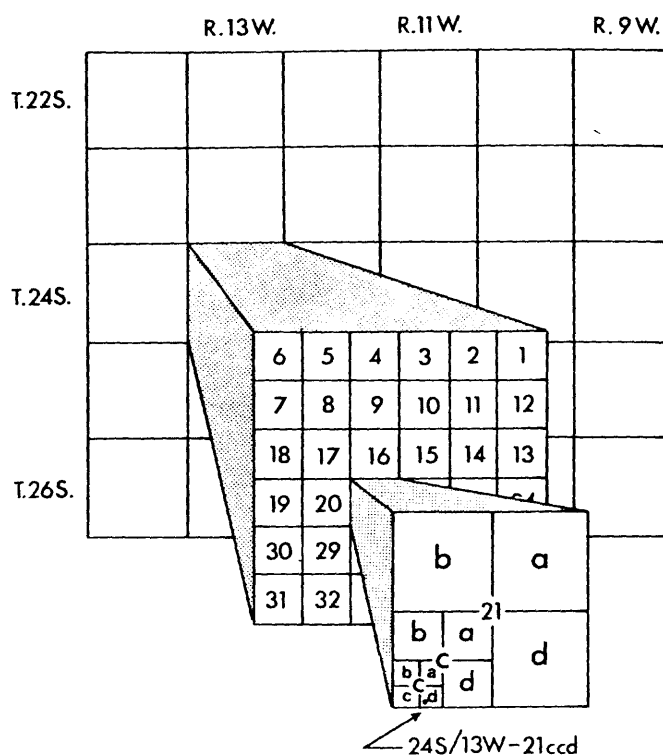 R.13W. R.11W. R.9W.
T.22S.
T.24S.
6 5 4 3 2 1
7 8 9 10 11 12
18 17 16 15 14 13
T.26S.
19 20 24
30 29
31 32
b a
21
b a
C
d
b a
C
c d
d
24S/13W-21ccd